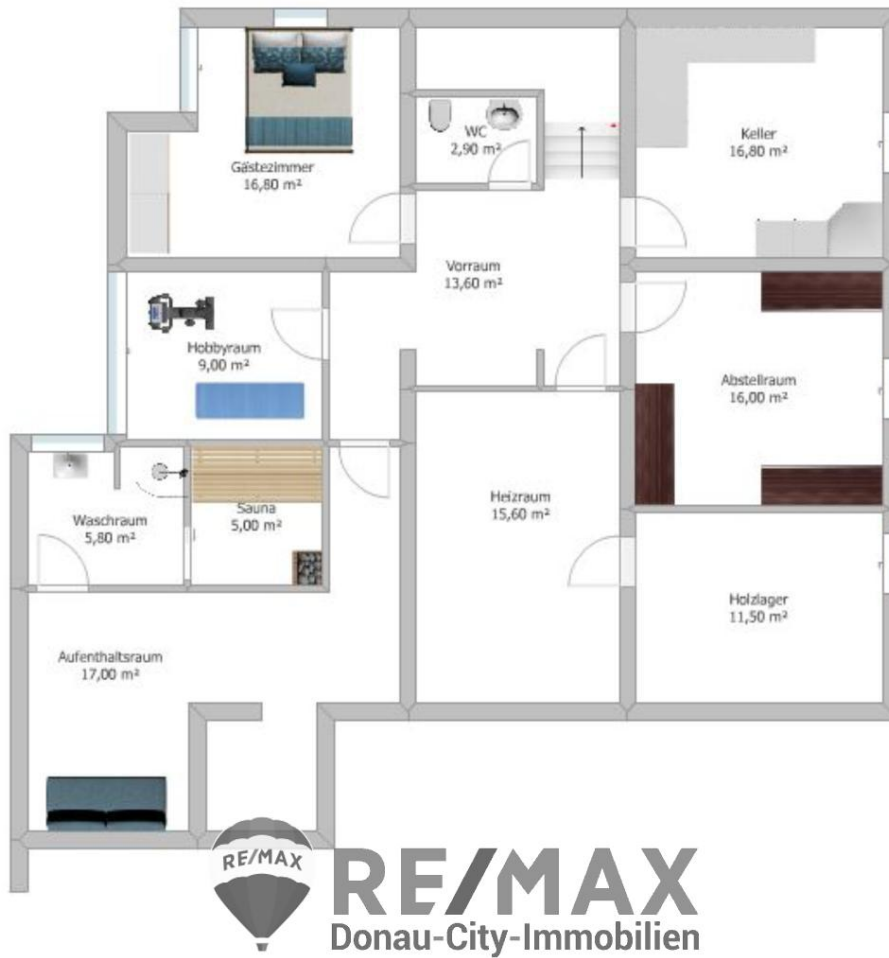 Gästezimmer
16,80 m²
WC
2,90 m²
Keller
16,80 m²
Vorraum
13,60 m²
Hobbyraum
9,00 m²
Abstellraum
16,00 m²
Waschraum
5,80 m²
Sauna
5,00 m²
Heizraum
15,60 m²
Holzlager
11,50 m²
Aufenthaltsraum
17,00 m²
RE/MAX
RE/MAX
Donau-City-Immobilien